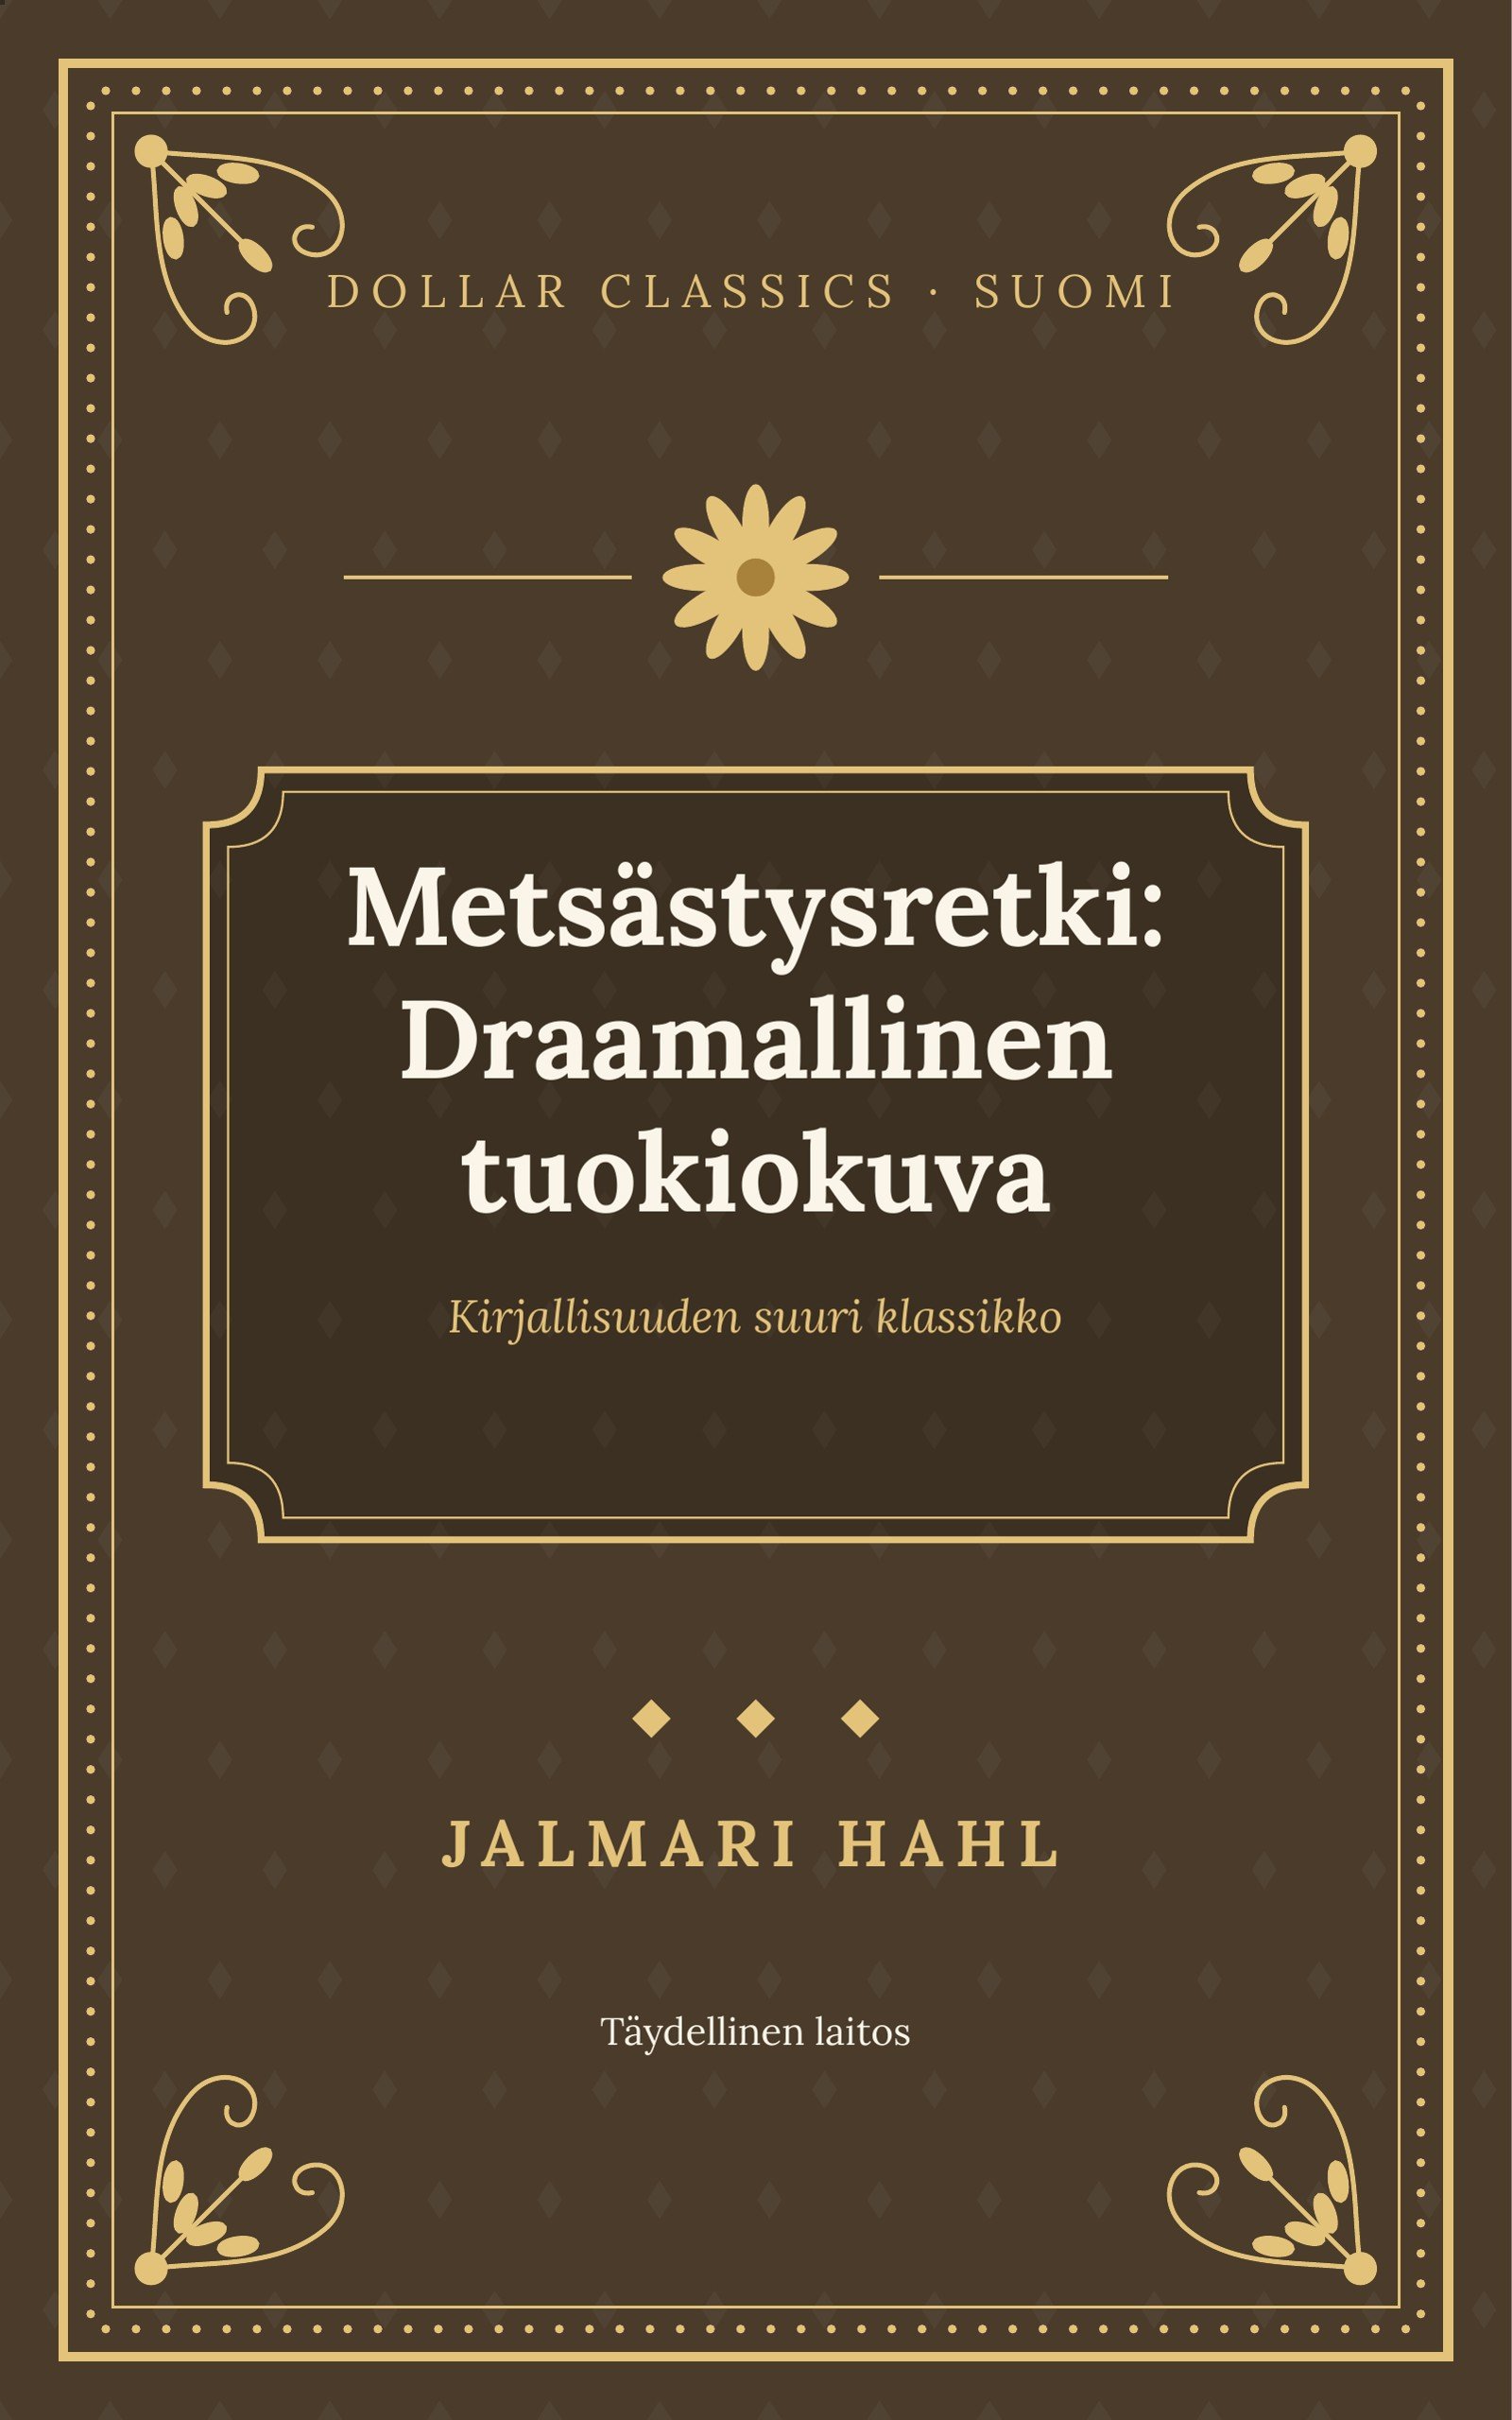 DOLLAR CLASSICS · SUOMI
Metsästysretki:
Draamallinen
tuokiokuva
Kirjallisuuden suuri klassikko
JALMARI HAHL
Täydellinen laitos